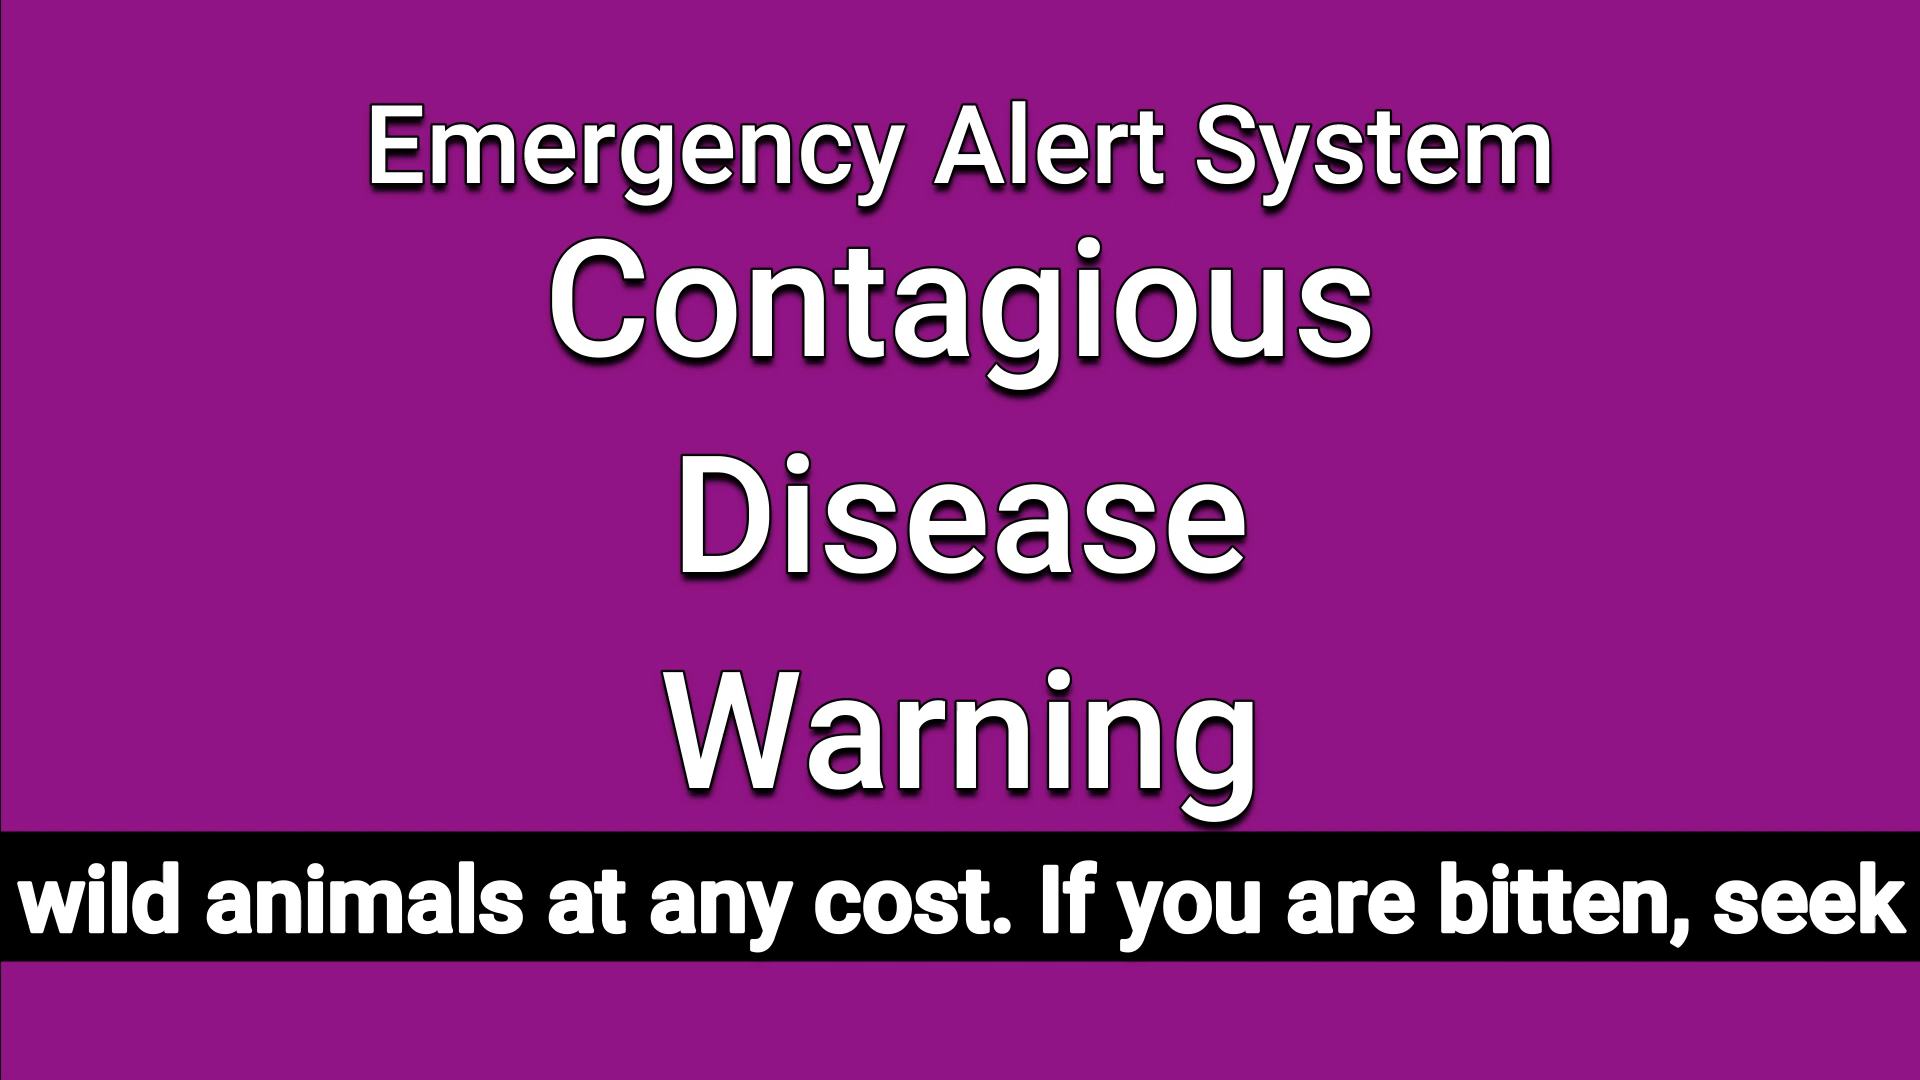 Emergency Alert System
Contagious
Disease
Warning
wild animals at any cost. If you are bitten, seek